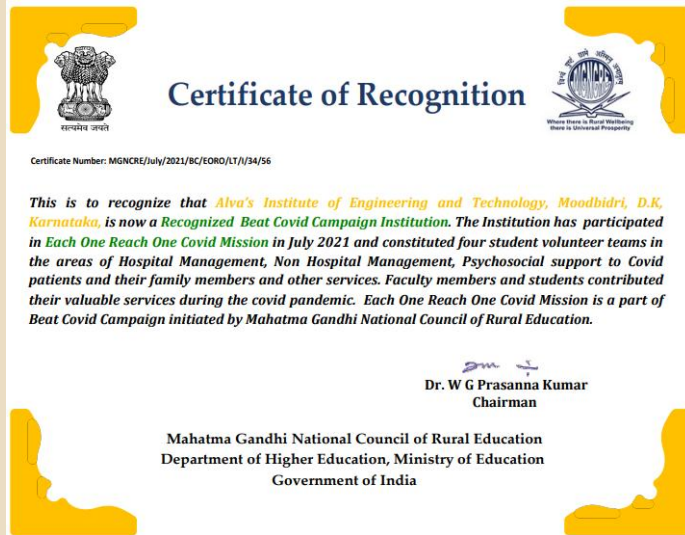 Certificate of Recognition
सत्यमेव जयते
MGNCRE
Where there is Rural Wellbeing
there is Universal Prosperity
Certificate Number: MGNCRE/July/2021/BC/EORO/LT/I/34/56
This is to recognize that Alva's Institute of Engineering and Technology, Moodbidri, D.K,
Karnataka, is now a Recognized Beat Covid Campaign Institution. The Institution has participated
in Each One Reach One Covid Mission in July 2021 and constituted four student volunteer teams in
the areas of Hospital Management, Non Hospital Management, Psychosocial support to Covid
patients and their family members and other services. Faculty members and students contributed
their valuable services during the covid pandemic. Each One Reach One Covid Mission is a part of
Beat Covid Campaign initiated by Mahatma Gandhi National Council of Rural Education.
Dr. W G Prasanna Kumar
Chairman
Mahatma Gandhi National Council of Rural Education
Department of Higher Education, Ministry of Education
Government of India